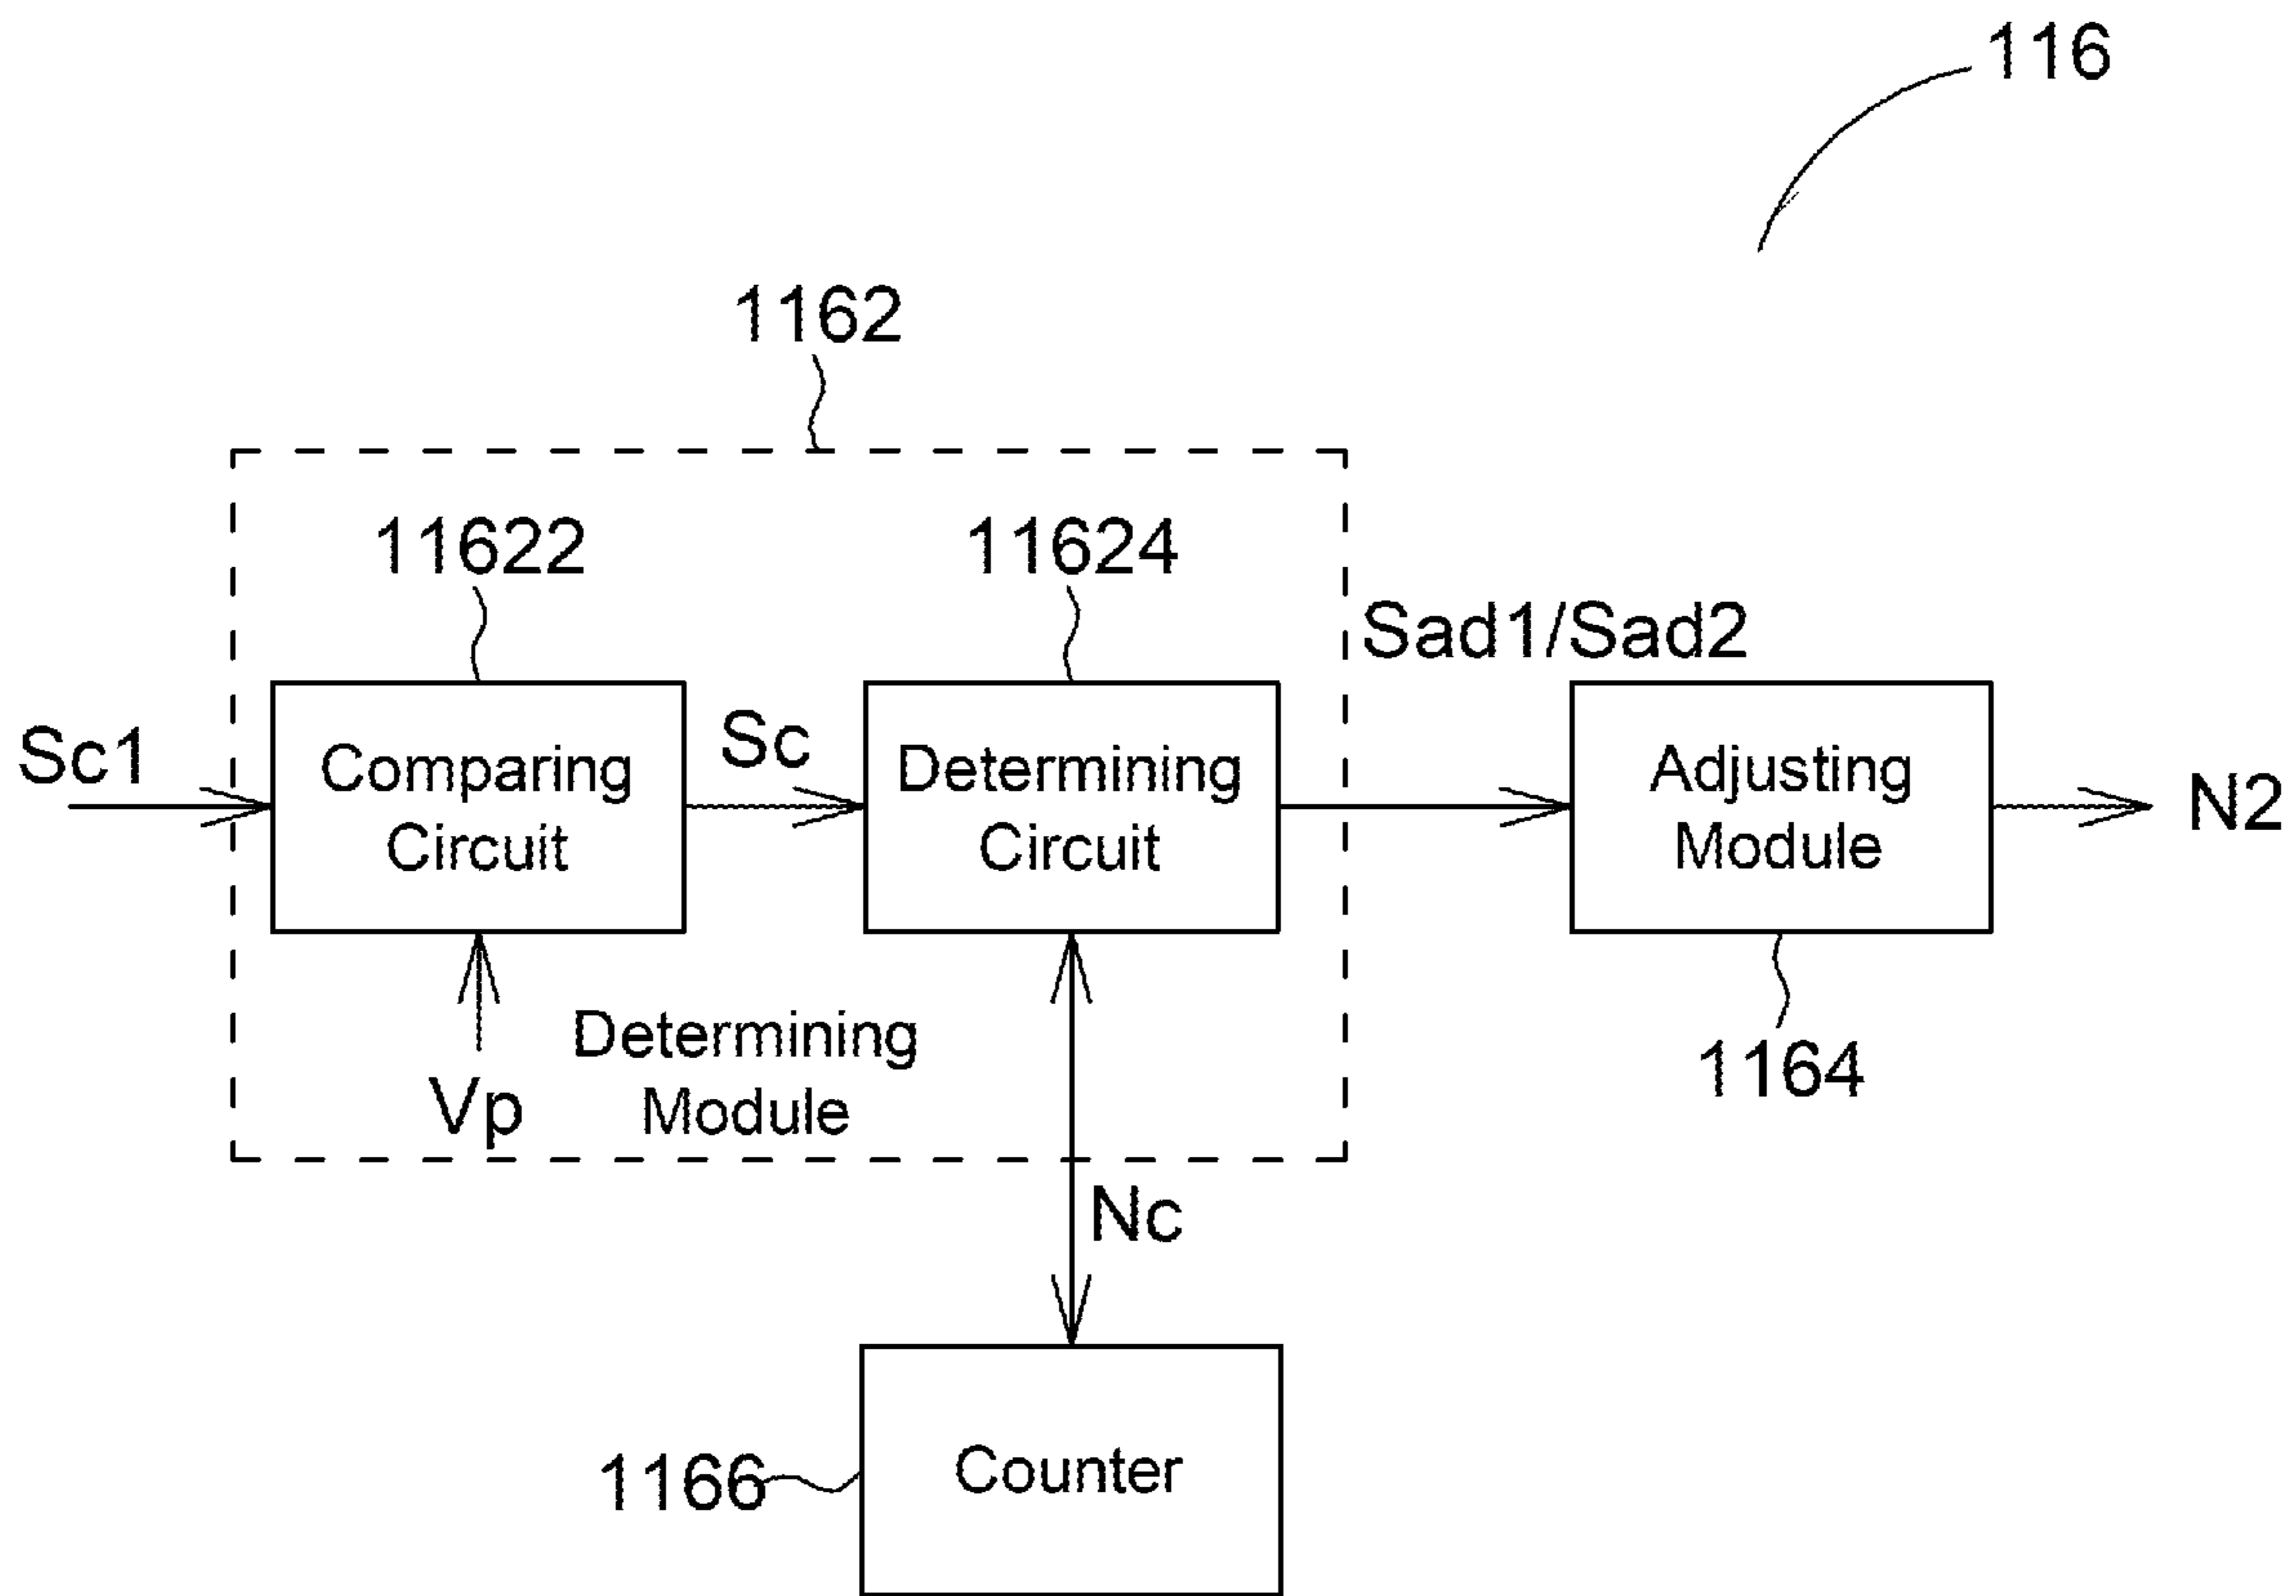 116
1162
11622
11624
Sad1/Sad2
Sc1
Comparing
Circuit
Sc
Determining
Circuit
Adjusting
Module
N2
Vp
Determining
Module
1164
Nc
1166
Counter